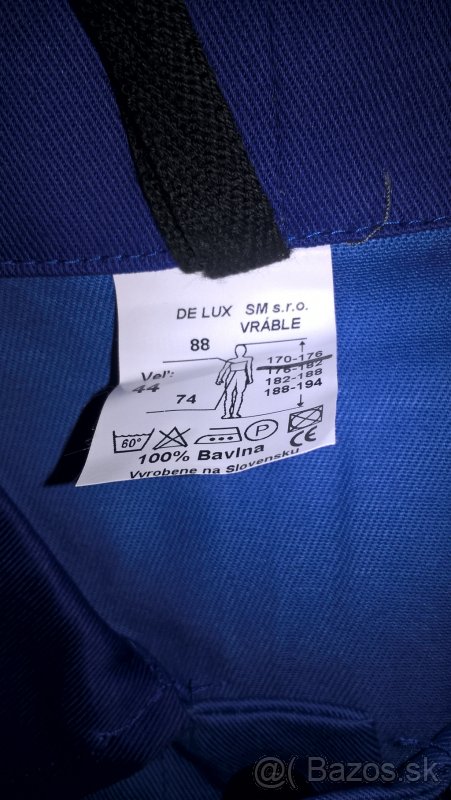 DE LUX SM s.r.o.
VRÁBLE
88
Veľ:
44
74
170-176
176-182
182-188
188-194
60°
P
CE
100% Bavlna
Vyrobene na Slovensku
@( Bazos.sk